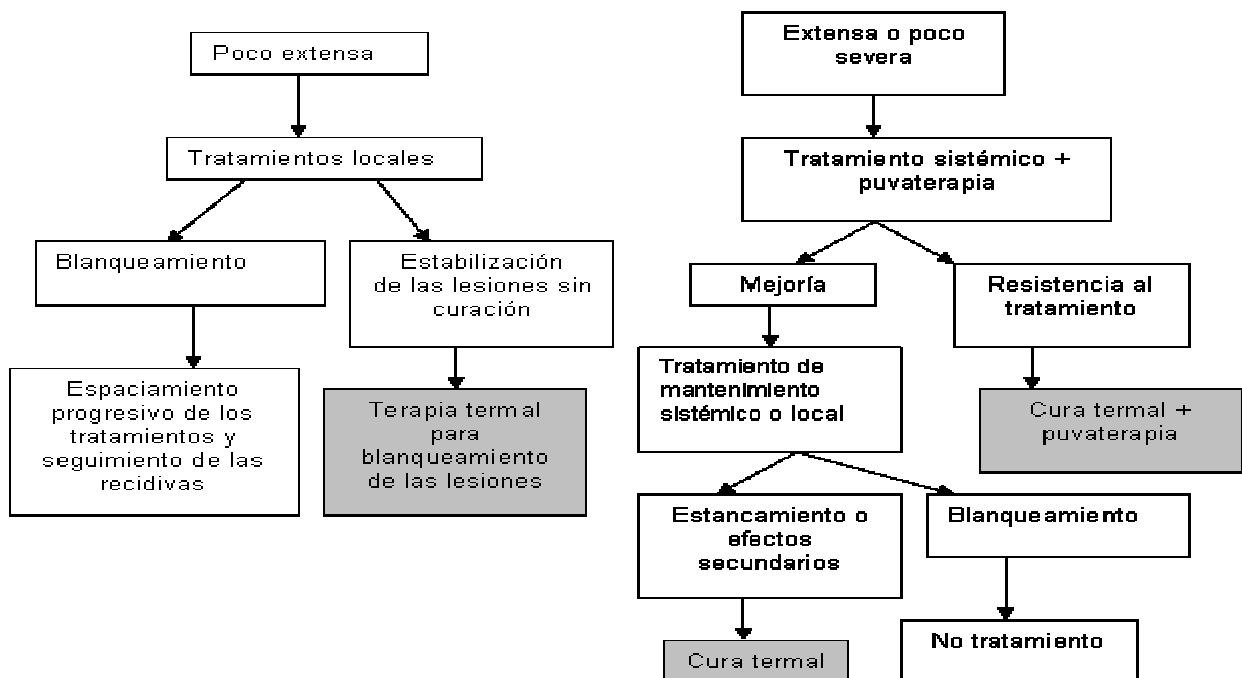 Poco extensa
Tratamientos locales
Blanqueamiento
Estabilización
de las lesiones sin
curación
Espaciamiento
progresivo de los
tratamientos y
seguimiento de las
recidivas
Terapia termal
para
blanqueamiento
de las lesiones
Extensa o poco
severa
Tratamiento sistémico +
puvaterapia
Mejoría
Resistencia al
tratamiento
Tratamiento de
mantenimiento
sistémico o local
Cura termal +
puvaterapia
Estancamiento o
efectos
secundarios
Blanqueamiento
Cura termal
No tratamiento